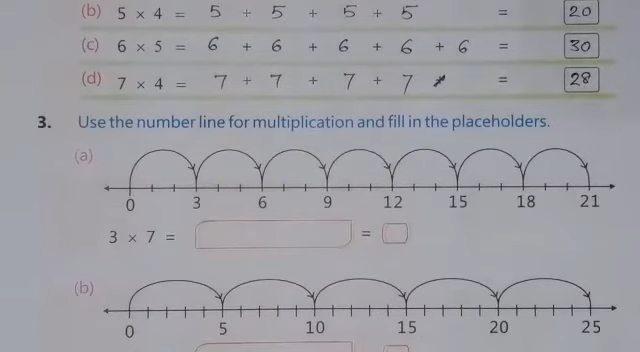 (b) 5 × 4 = 5 + 5 + 5 + 5 = 20
(c) 6 × 5 = 6 + 6 + 6 + 6 + 6 = 30
(d) 7 × 4 = 7 + 7 + 7 + 7 = 28
3. Use the number line for multiplication and fill in the placeholders.
(a)
0 3 6 9 12 15 18 21
3 × 7 = =
(b)
0 5 10 15 20 25